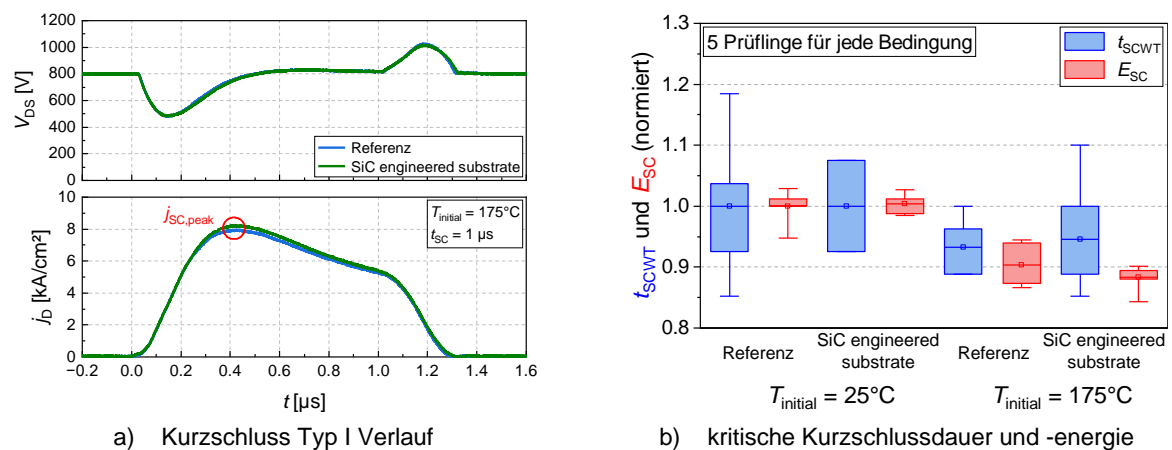 1200
1000
800
600
400
200
0
V_DS [V]
Referenz
SiC engineered substrate
10
8
6
4
2
0
j_D [kA/cm²]
j_SC,peak
T_initial = 175°C
t_SC = 1 µs
−0.2 0.0 0.2 0.4 0.6 0.8 1.0 1.2 1.4 1.6
t [µs]
a) Kurzschluss Typ I Verlauf
1.3
1.2
1.1
1.0
0.9
0.8
t_SCWT und E_SC (normiert)
5 Prüflinge für jede Bedingung
t_SCWT
E_SC
Referenz
SiC engineered
substrate
Referenz
SiC engineered
substrate
T_initial = 25°C
T_initial = 175°C
b) kritische Kurzschlussdauer und -energie